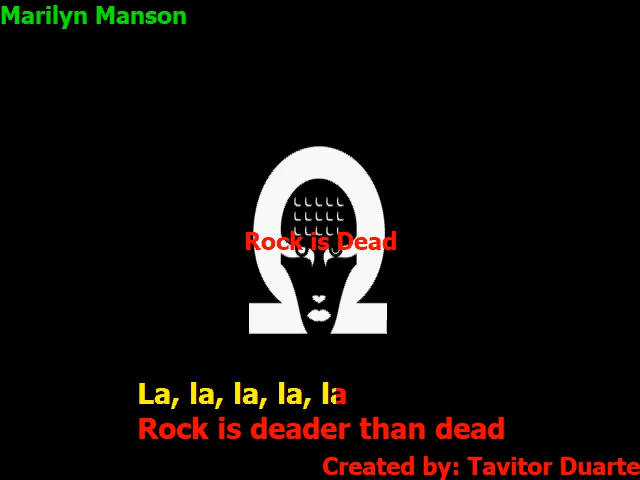 Marilyn Manson
Rock is Dead
La, la, la, la, la
Rock is deader than dead
Created by: Tavitor Duarte